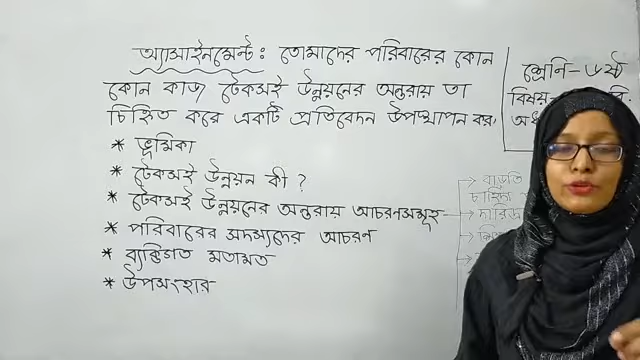 অ্যাসাইনমেন্ট: তোমাদের পরিবারের কোন
কোন কাজ টেকসই উন্নয়নের অন্তরায় তা
চিহ্নিত করে একটি প্রতিবেদন উপস্থাপন কর।
* ভূমিকা
* টেকসই উন্নয়ন কী ?
* টেকসই উন্নয়নের অন্তরায় আচরনসমূহ
* পরিবারের সদস্যদের আচরণ
* ব্যক্তিগত মতামত
* উপসংহার
শ্রেনি - ৬ষ্ঠ
বিষয় -
চাহিদা